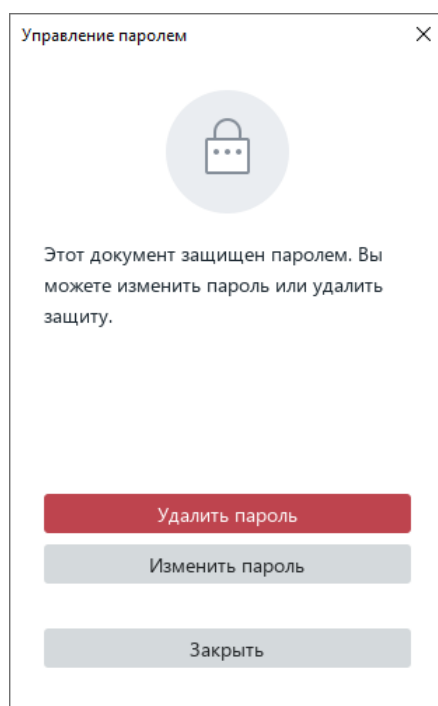 Управление паролем
Этот документ защищен паролем. Вы
можете изменить пароль или удалить
защиту.
Удалить пароль
Изменить пароль
Закрыть